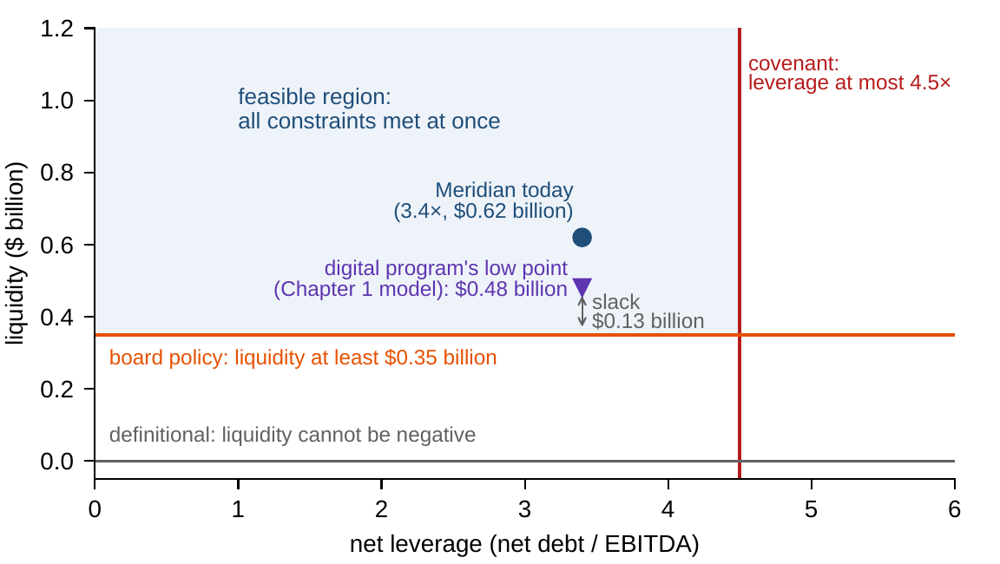 1.2
1.0
0.8
0.6
0.4
0.2
0.0
liquidity ($ billion)
feasible region:
all constraints met at once
covenant:
leverage at most 4.5×
Meridian today
(3.4×, $0.62 billion)
digital program's low point
(Chapter 1 model): $0.48 billion
slack
$0.13 billion
board policy: liquidity at least $0.35 billion
definitional: liquidity cannot be negative
0 1 2 3 4 5 6
net leverage (net debt / EBITDA)